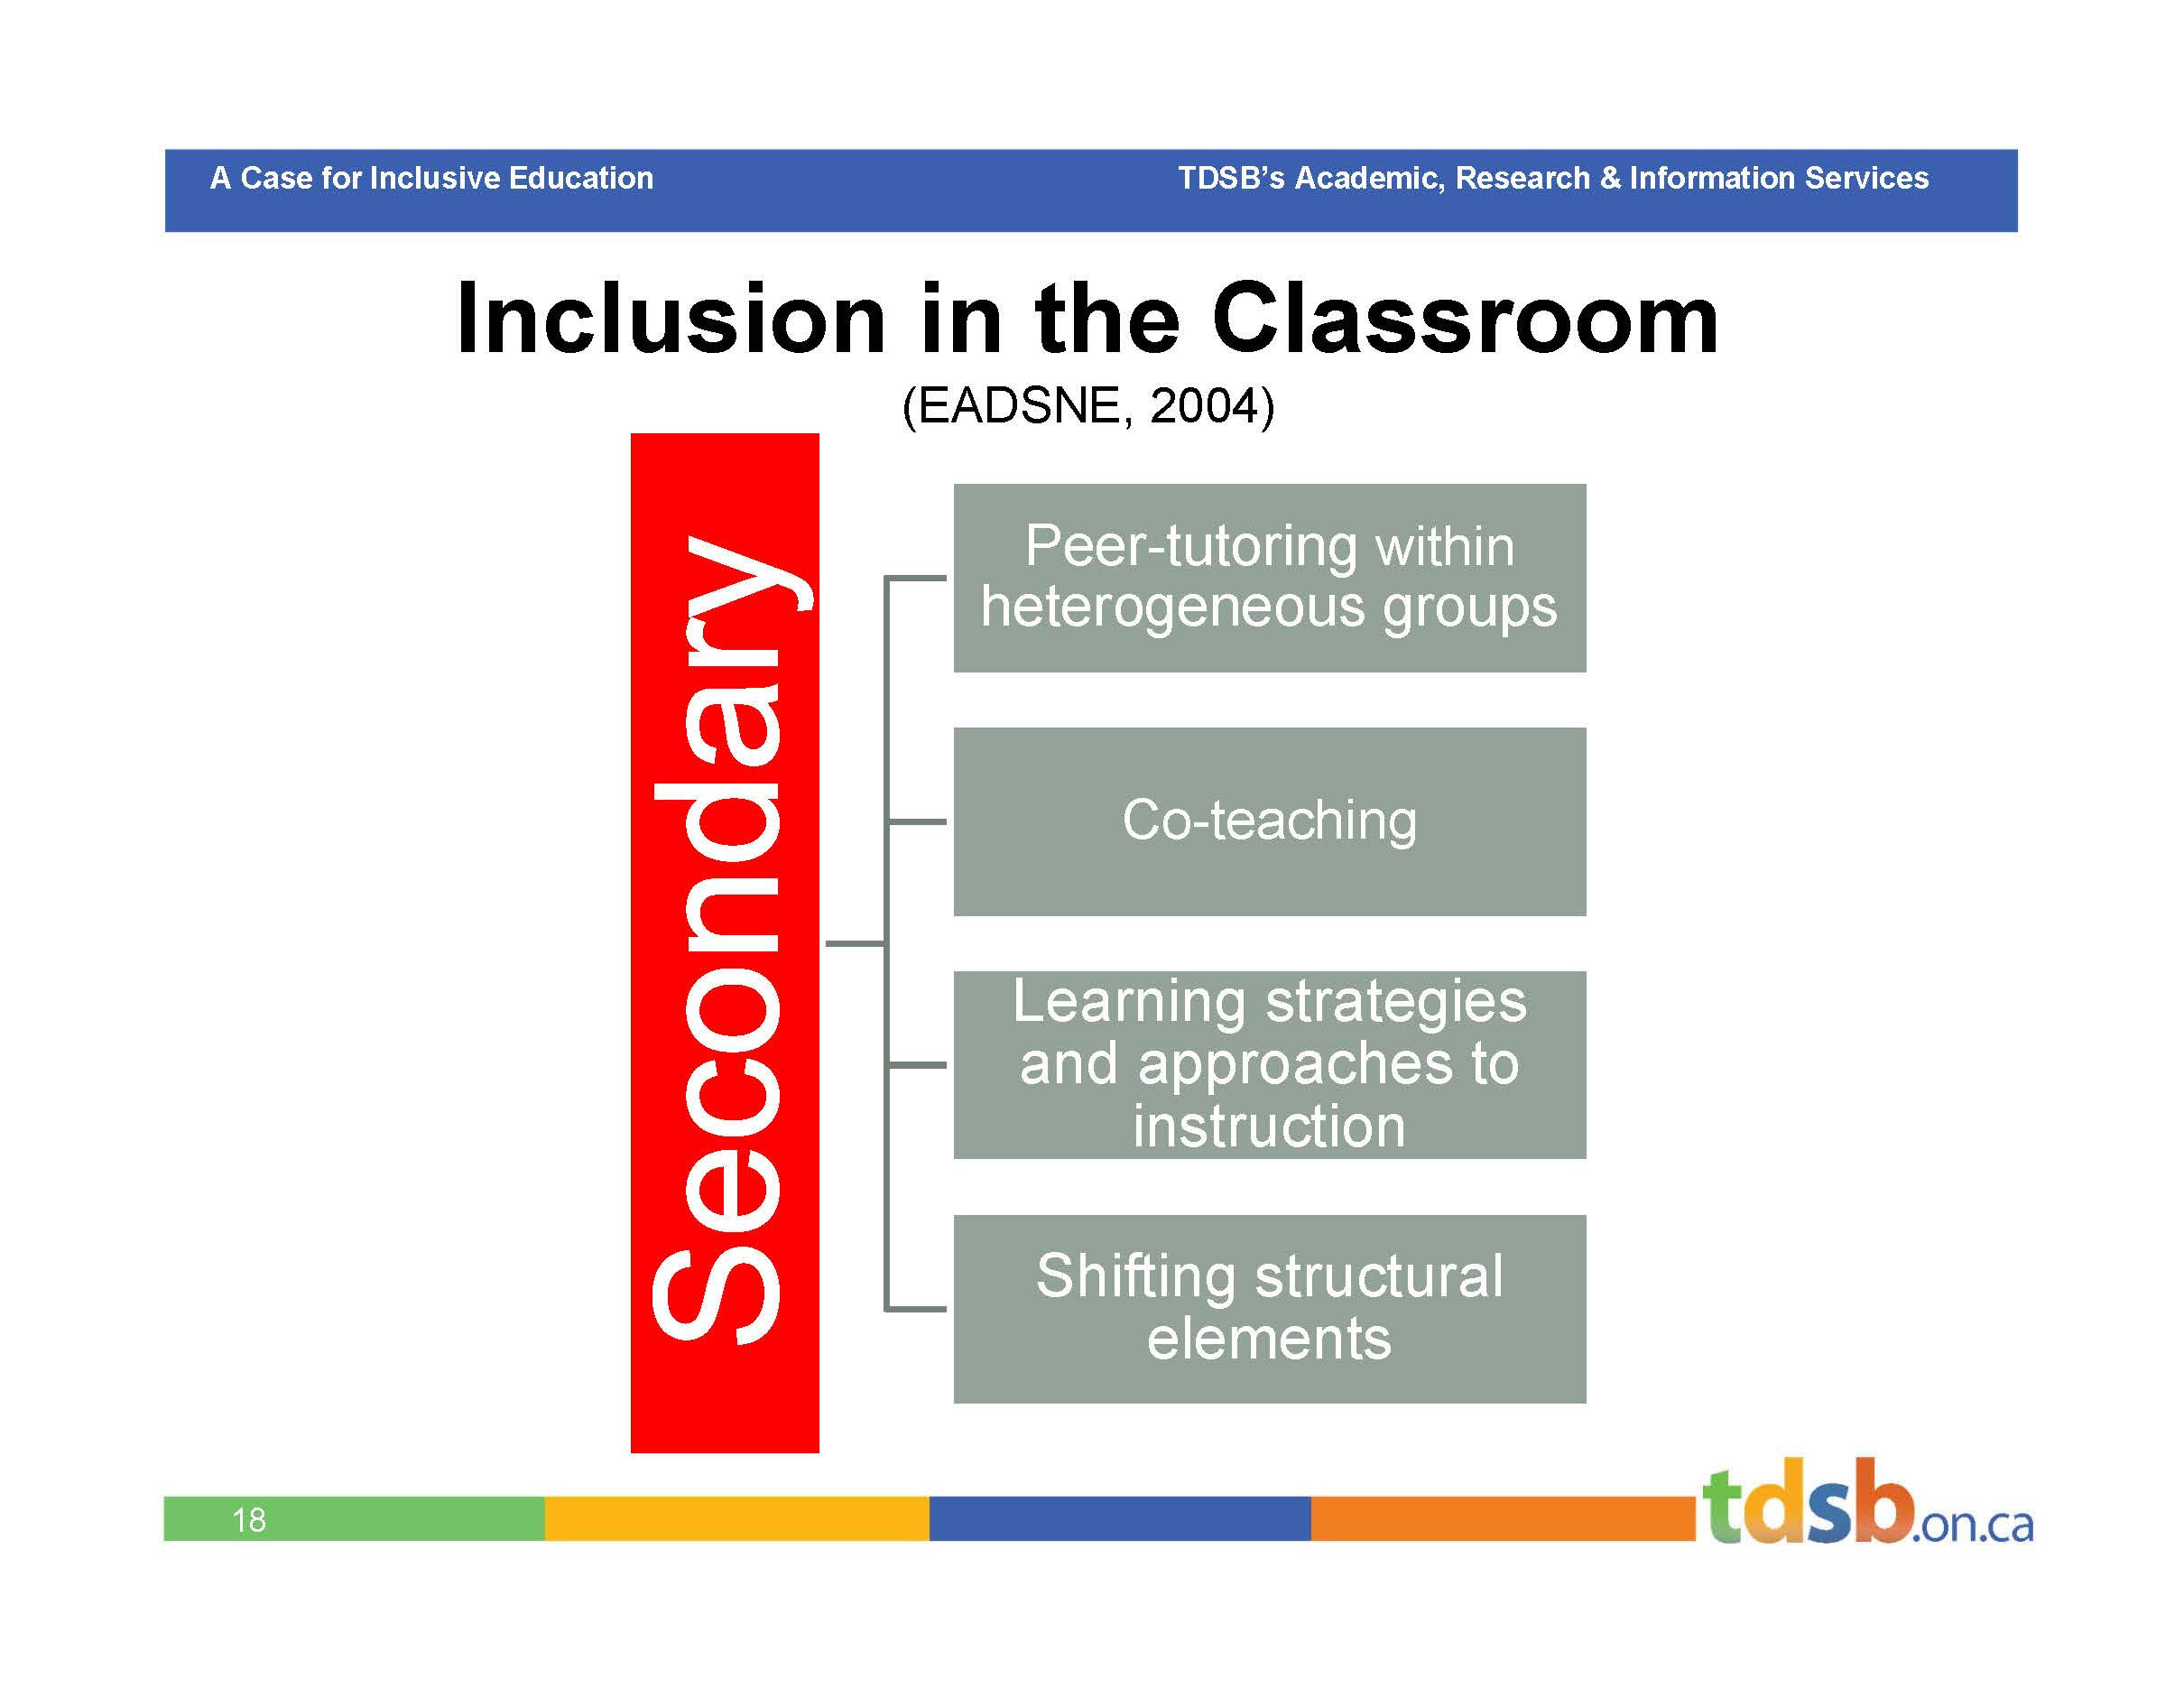 A Case for Inclusive Education
TDSB’s Academic, Research & Information Services
Inclusion in the Classroom
(EADSNE, 2004)
Secondary
Peer-tutoring within
heterogeneous groups
Co-teaching
Learning strategies
and approaches to
instruction
Shifting structural
elements
18
tdsb.on.ca